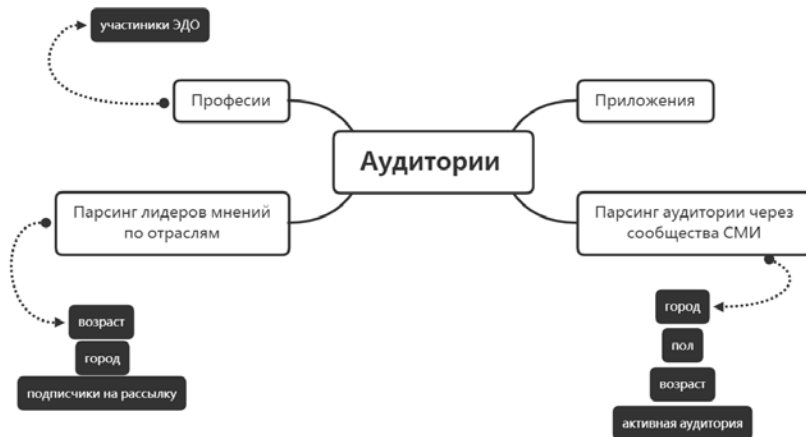 участиники ЭДО
Професии
Приложения
Аудитории
Парсинг лидеров мнений
по отраслям
Парсинг аудитории через
сообщества СМИ
возраст
город
подписчики на рассылку
город
пол
возраст
активная аудитория